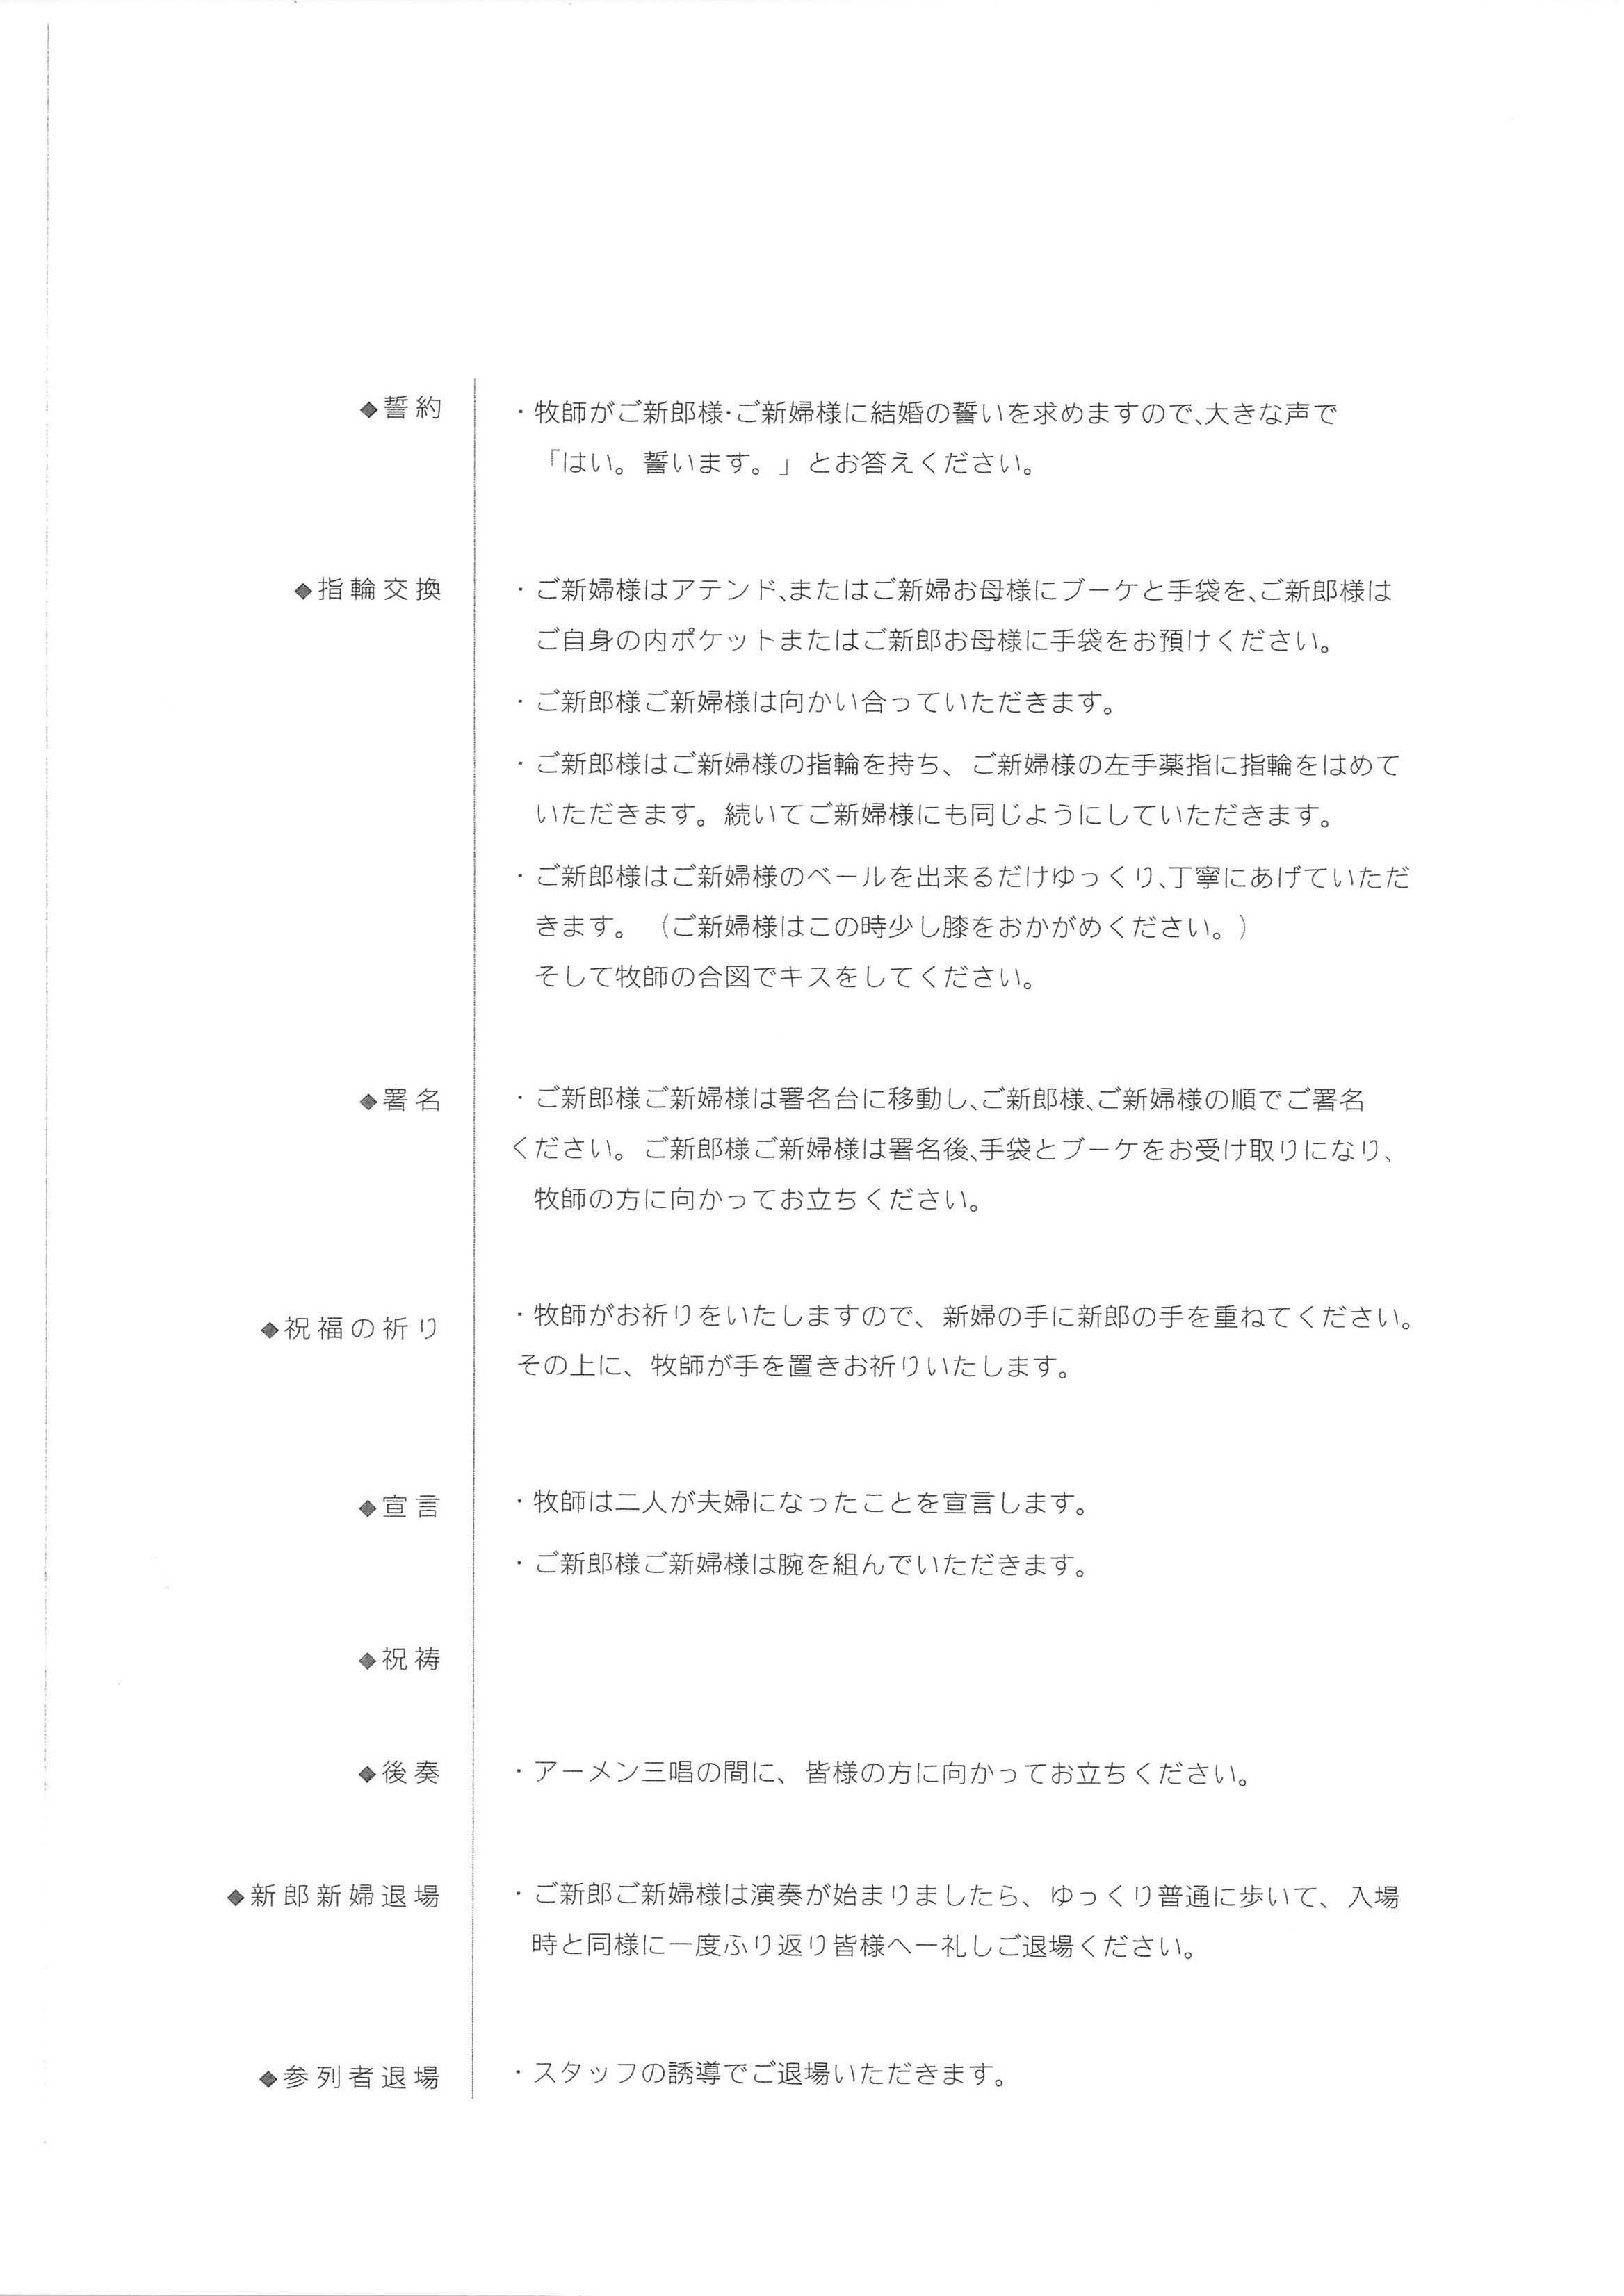 ◆誓約
・牧師がご新郎様・ご新婦様に結婚の誓いを求めますので、大きな声で
「はい。誓います。」とお答えください。
◆指輪交換
・ご新婦様はアテンド、またはご新婦お母様にブーケと手袋を、ご新郎様は
ご自身の内ポケットまたはご新郎お母様に手袋をお預けください。
・ご新郎様ご新婦様は向かい合っていただきます。
・ご新郎様はご新婦様の指輪を持ち、ご新婦様の左手薬指に指輪をはめて
いただきます。続いてご新婦様にも同じようにしていただきます。
・ご新郎様はご新婦様のベールを出来るだけゆっくり、丁寧にあげていただ
きます。（ご新婦様はこの時少し膝をおかがめください。）
そして牧師の合図でキスをしてください。
◆署名
・ご新郎様ご新婦様は署名台に移動し、ご新郎様、ご新婦様の順でご署名
ください。ご新郎様ご新婦様は署名後、手袋とブーケをお受け取りになり、
牧師の方に向かってお立ちください。
◆祝福の祈り
・牧師がお祈りをいたしますので、新婦の手に新郎の手を重ねてください。
その上に、牧師が手を置きお祈りいたします。
◆宣言
・牧師は二人が夫婦になったことを宣言します。
・ご新郎様ご新婦様は腕を組んでいただきます。
◆祝祷
◆後奏
・アーメン三唱の間に、皆様の方に向かってお立ちください。
◆新郎新婦退場
・ご新郎ご新婦様は演奏が始まりましたら、ゆっくり普通に歩いて、入場
時と同様に一度ふり返り皆様へ一礼しご退場ください。
◆参列者退場
・スタッフの誘導でご退場いただきます。